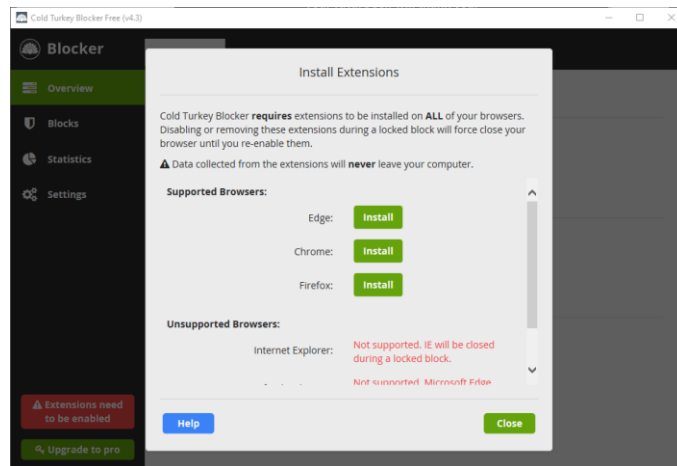 Cold Turkey Blocker Free (v4.3)
Blocker
Overview
Blocks
Statistics
Settings
Extensions need
to be enabled
Upgrade to pro
Install Extensions
Cold Turkey Blocker requires extensions to be installed on ALL of your browsers.
Disabling or removing these extensions during a locked block will force close your
browser until you re-enable them.
Data collected from the extensions will never leave your computer.
Supported Browsers:
Edge: Install
Chrome: Install
Firefox: Install
Unsupported Browsers:
Internet Explorer: Not supported. IE will be closed
during a locked block.
Not supported. Microsoft Edge
Help
Close